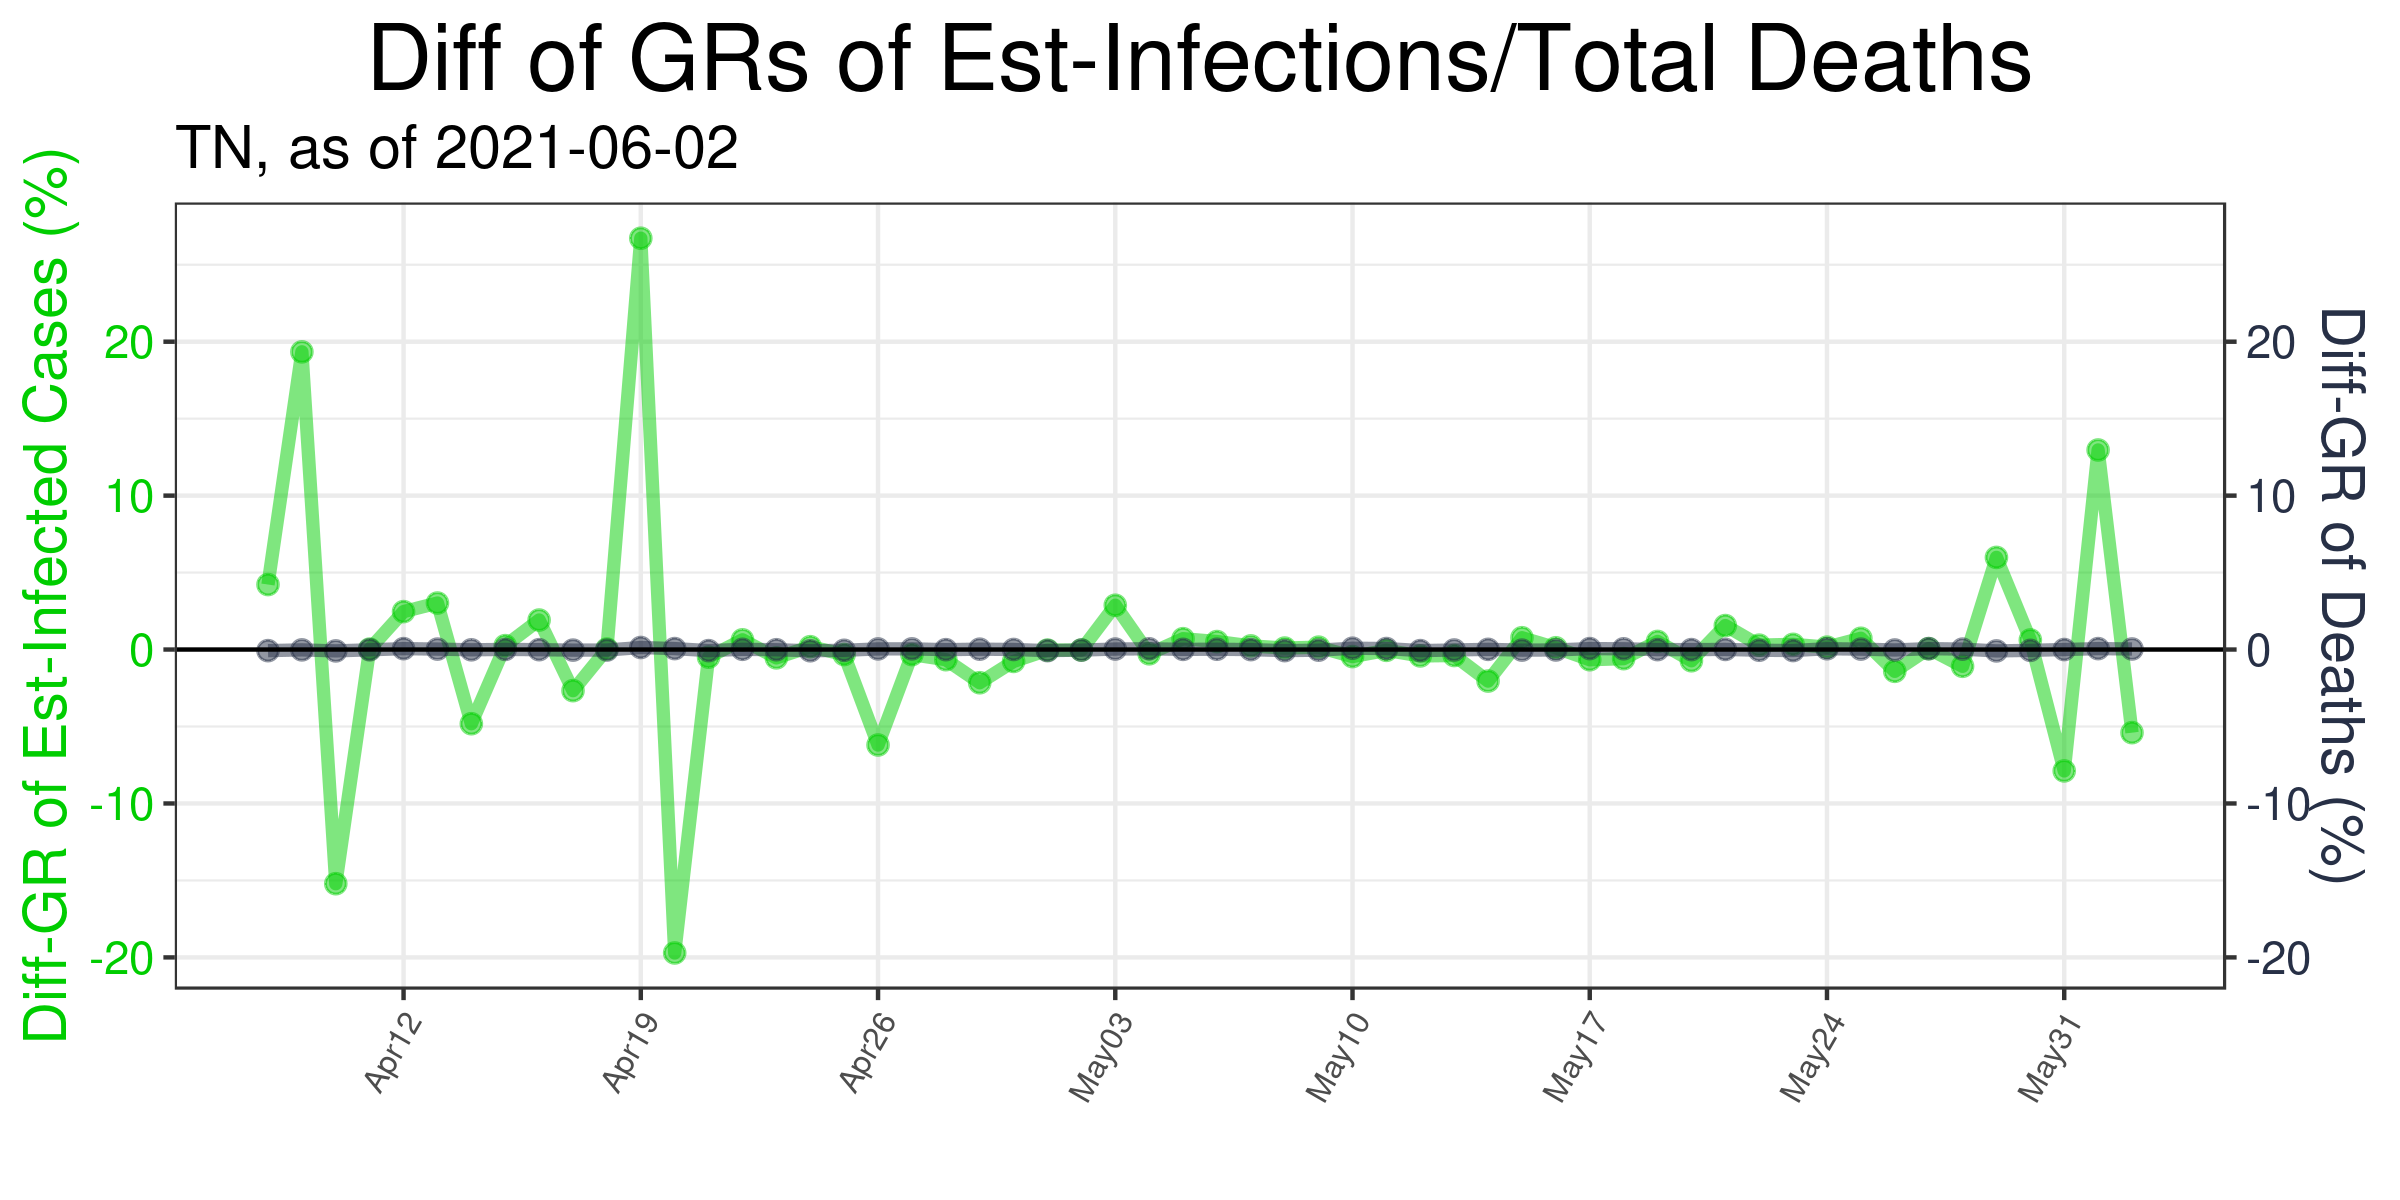 Diff of GRs of Est-Infections/Total Deaths
TN, as of 2021-06-02
Diff-GR of Est-Infected Cases (%)
20
10
0
-10
-20
20
10
0
-10
-20
Diff-GR of Deaths (%)
Apr12
Apr19
Apr26
May03
May10
May17
May24
May31